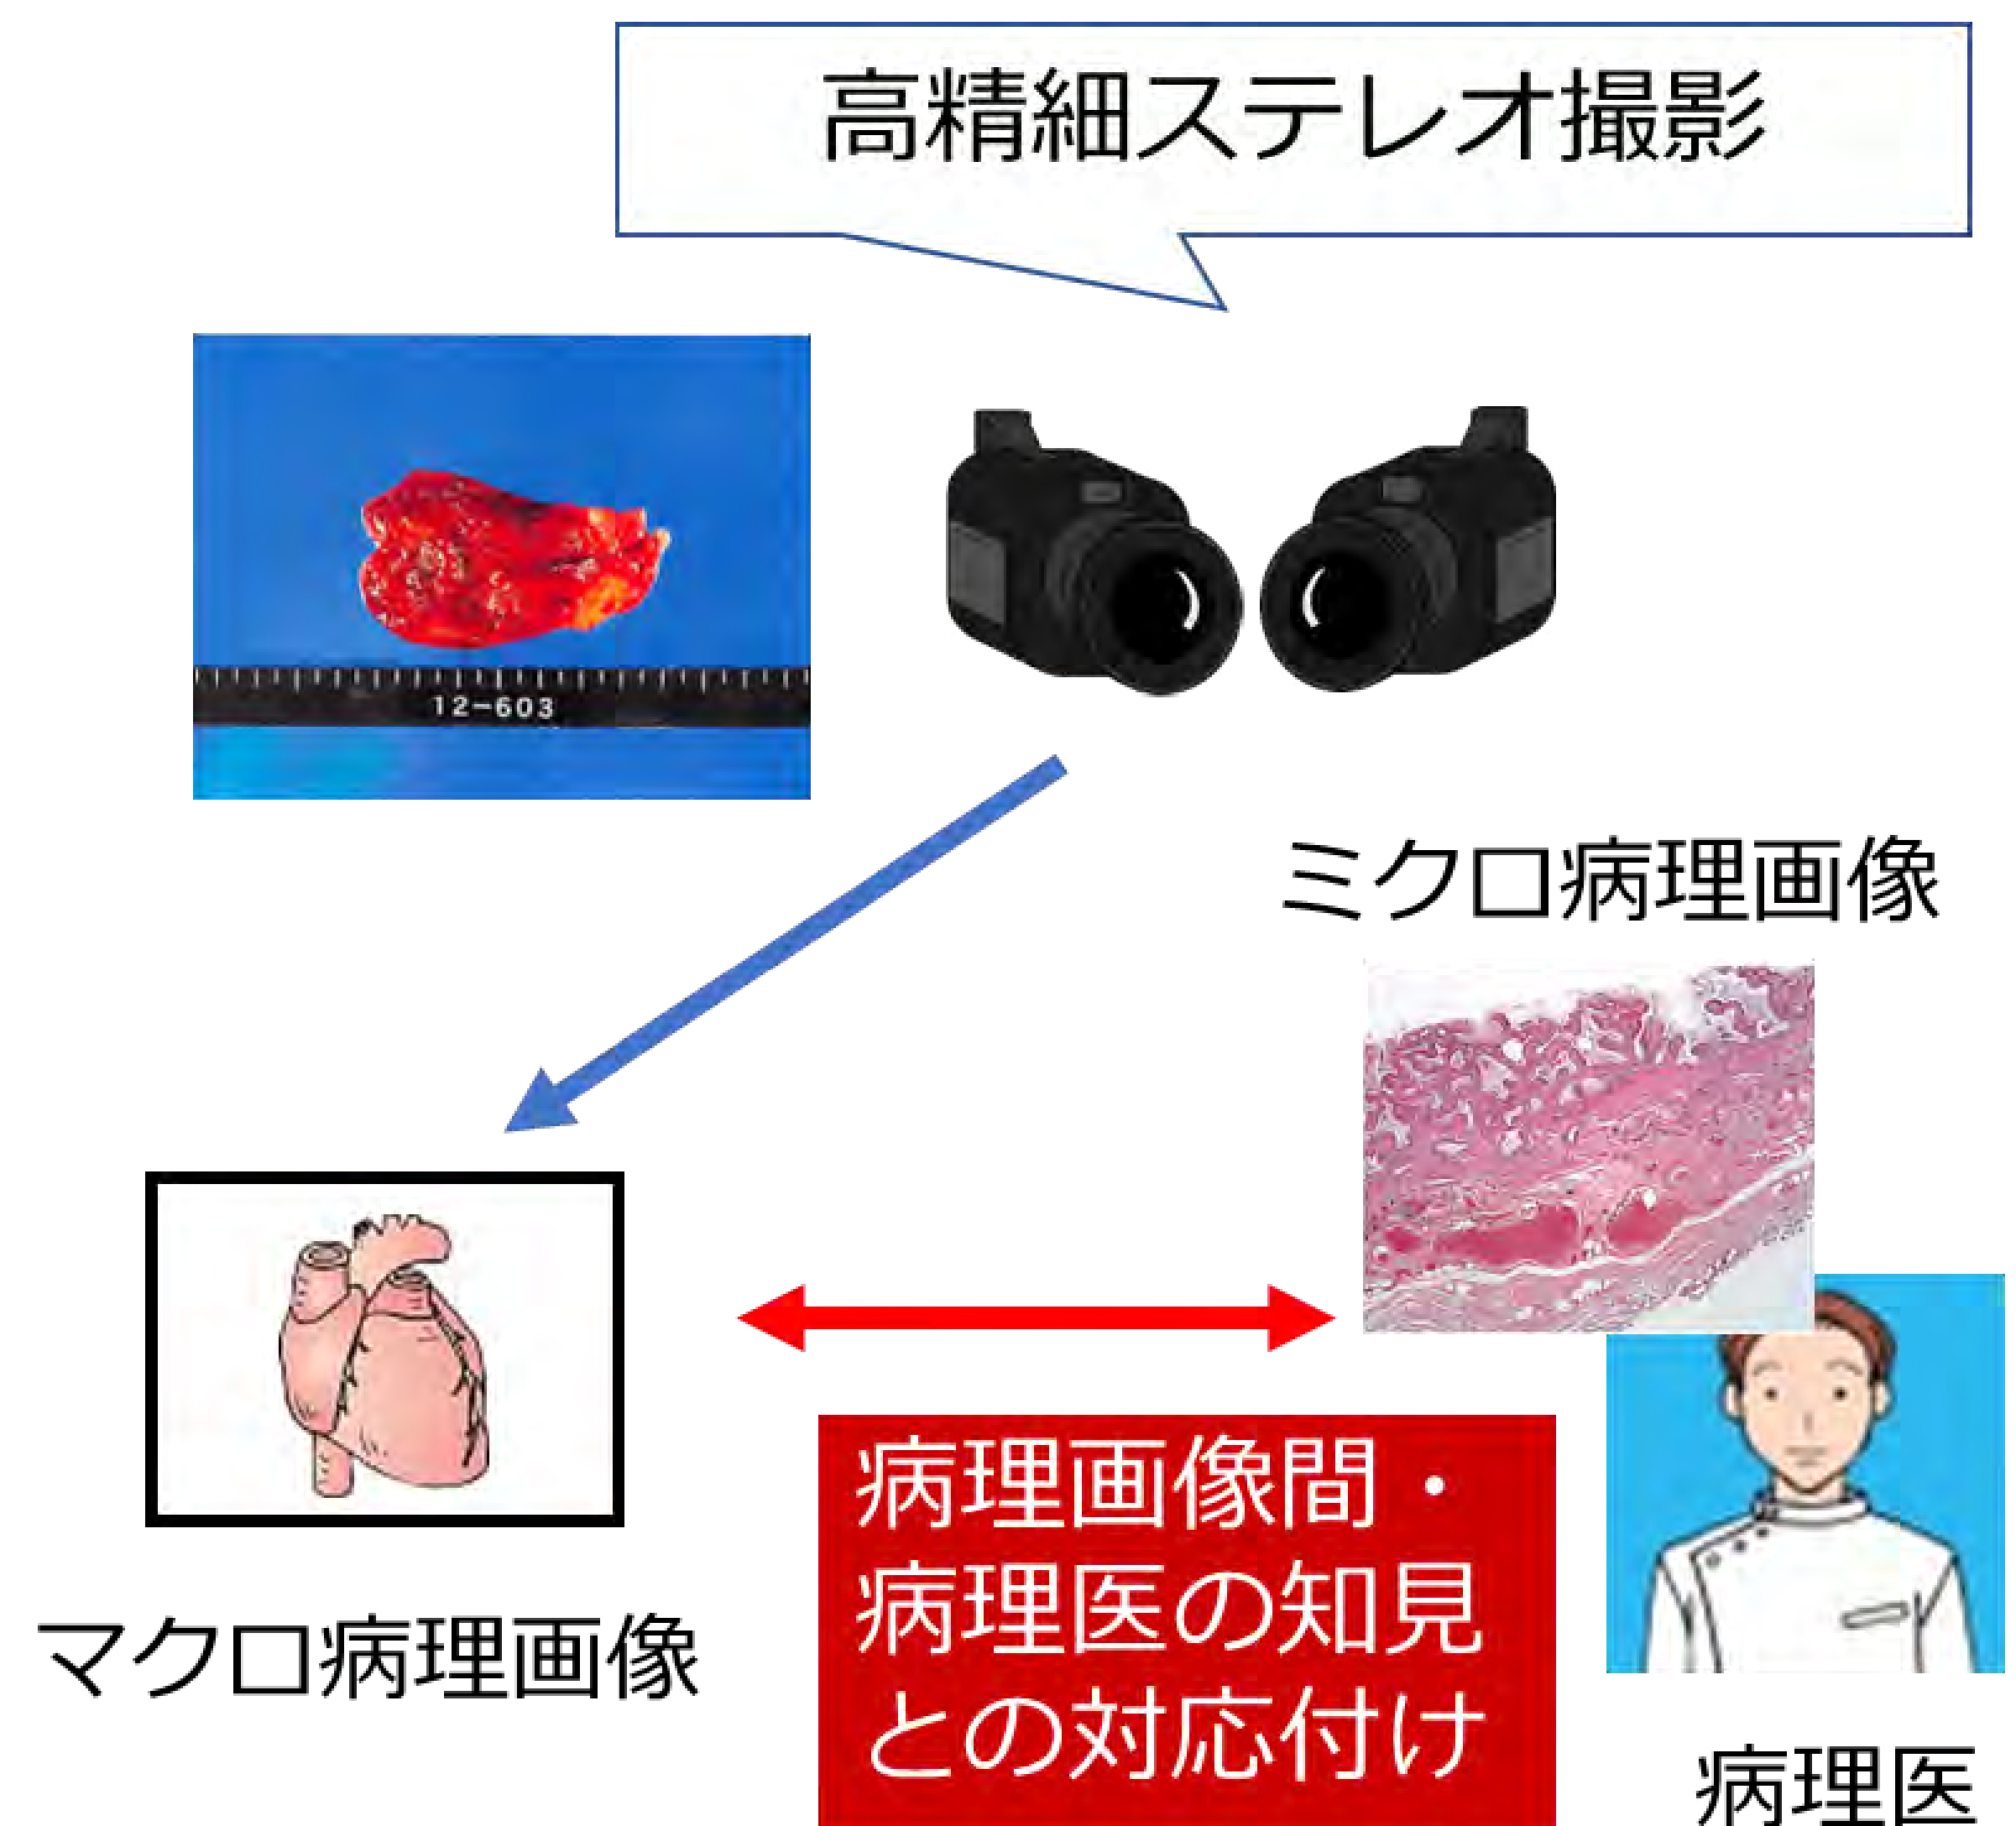 高精細ステレオ撮影
12-603
ミクロ病理画像
マクロ病理画像
病理画像間・
病理医の知見
との対応付け
病理医